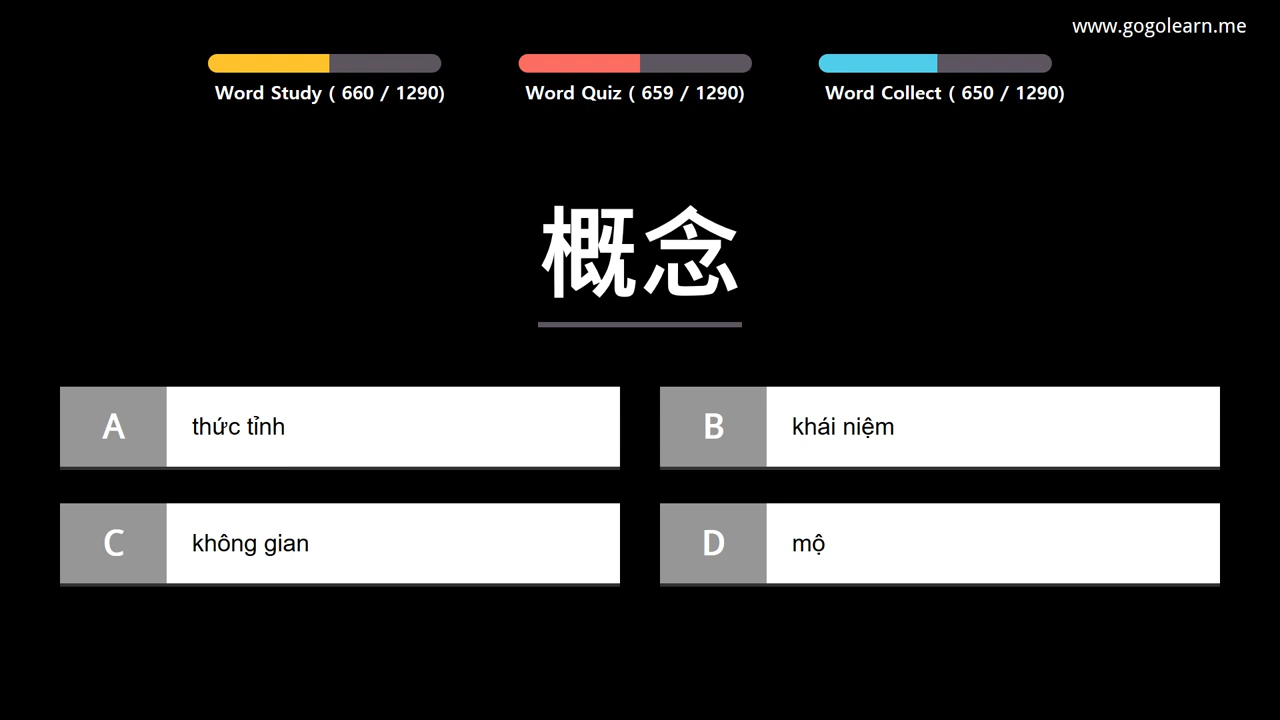 www.gogolearn.me
Word Study ( 660 / 1290)
Word Quiz ( 659 / 1290)
Word Collect ( 650 / 1290)
概念
A thức tỉnh
B khái niệm
C không gian
D mộ